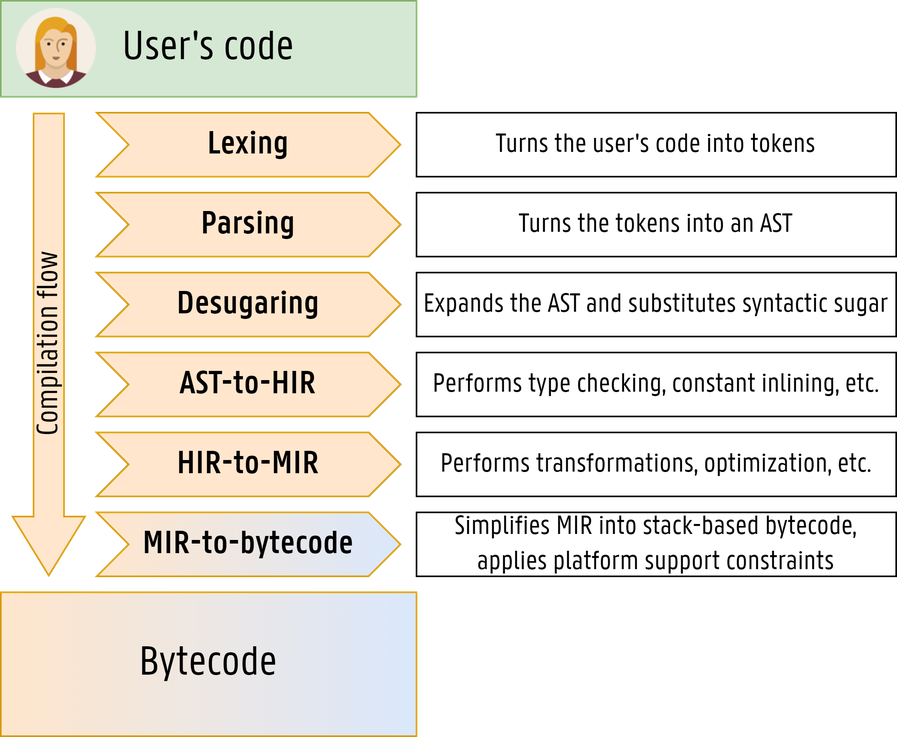 User's code
Compilation flow
Lexing
Turns the user's code into tokens
Parsing
Turns the tokens into an AST
Desugaring
Expands the AST and substitutes syntactic sugar
AST-to-HIR
Performs type checking, constant inlining, etc.
HIR-to-MIR
Performs transformations, optimization, etc.
MIR-to-bytecode
Simplifies MIR into stack-based bytecode,
applies platform support constraints
Bytecode